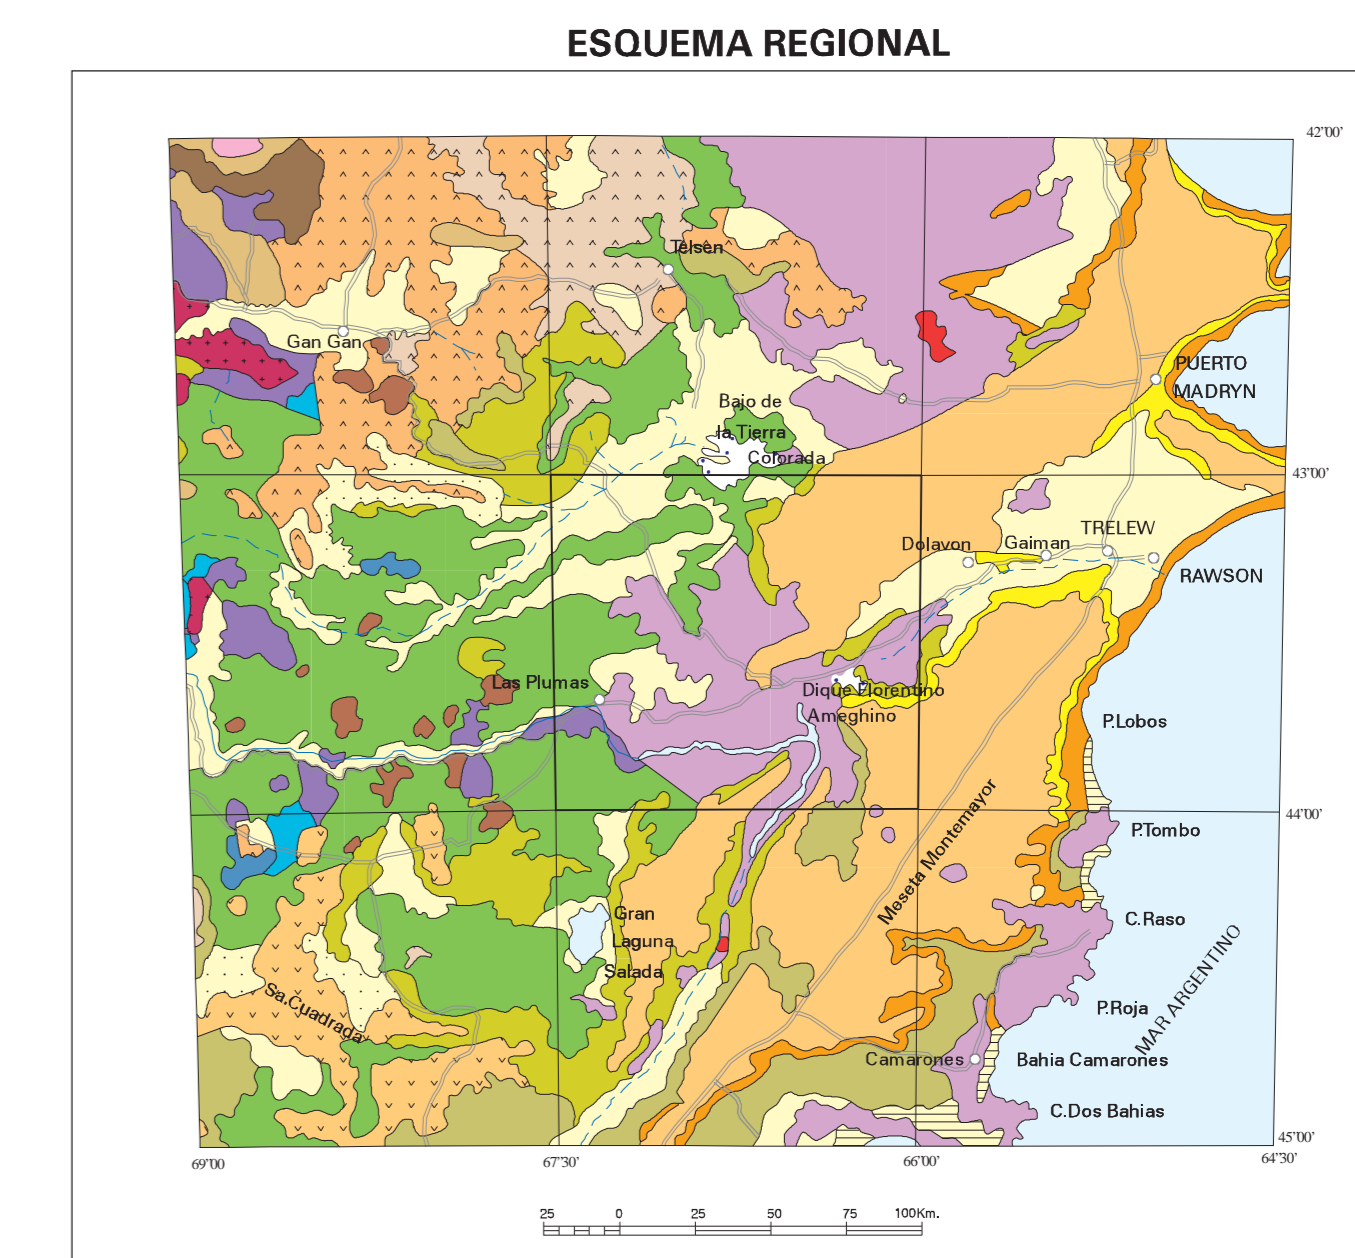 ESQUEMA REGIONAL
42°00’
Telsen
Gan Gan
PUERTO
MADRYN
Bajo de
la Tierra
Colorada
43°00’
TRELEW
Dolavon
Gaiman
RAWSON
Las Plumas
Dique Florentino
Ameghino
P.Lobos
44°00’
P.Tombo
Meseta Montemayor
Gran
Laguna
Salada
C.Raso
MAR ARGENTINO
Sa.Cuadrada
P.Roja
Camarones
Bahia Camarones
C.Dos Bahias
45°00’
69°00
67°30’
66°00’
64°30’
25 0 25 50 75 100Km.